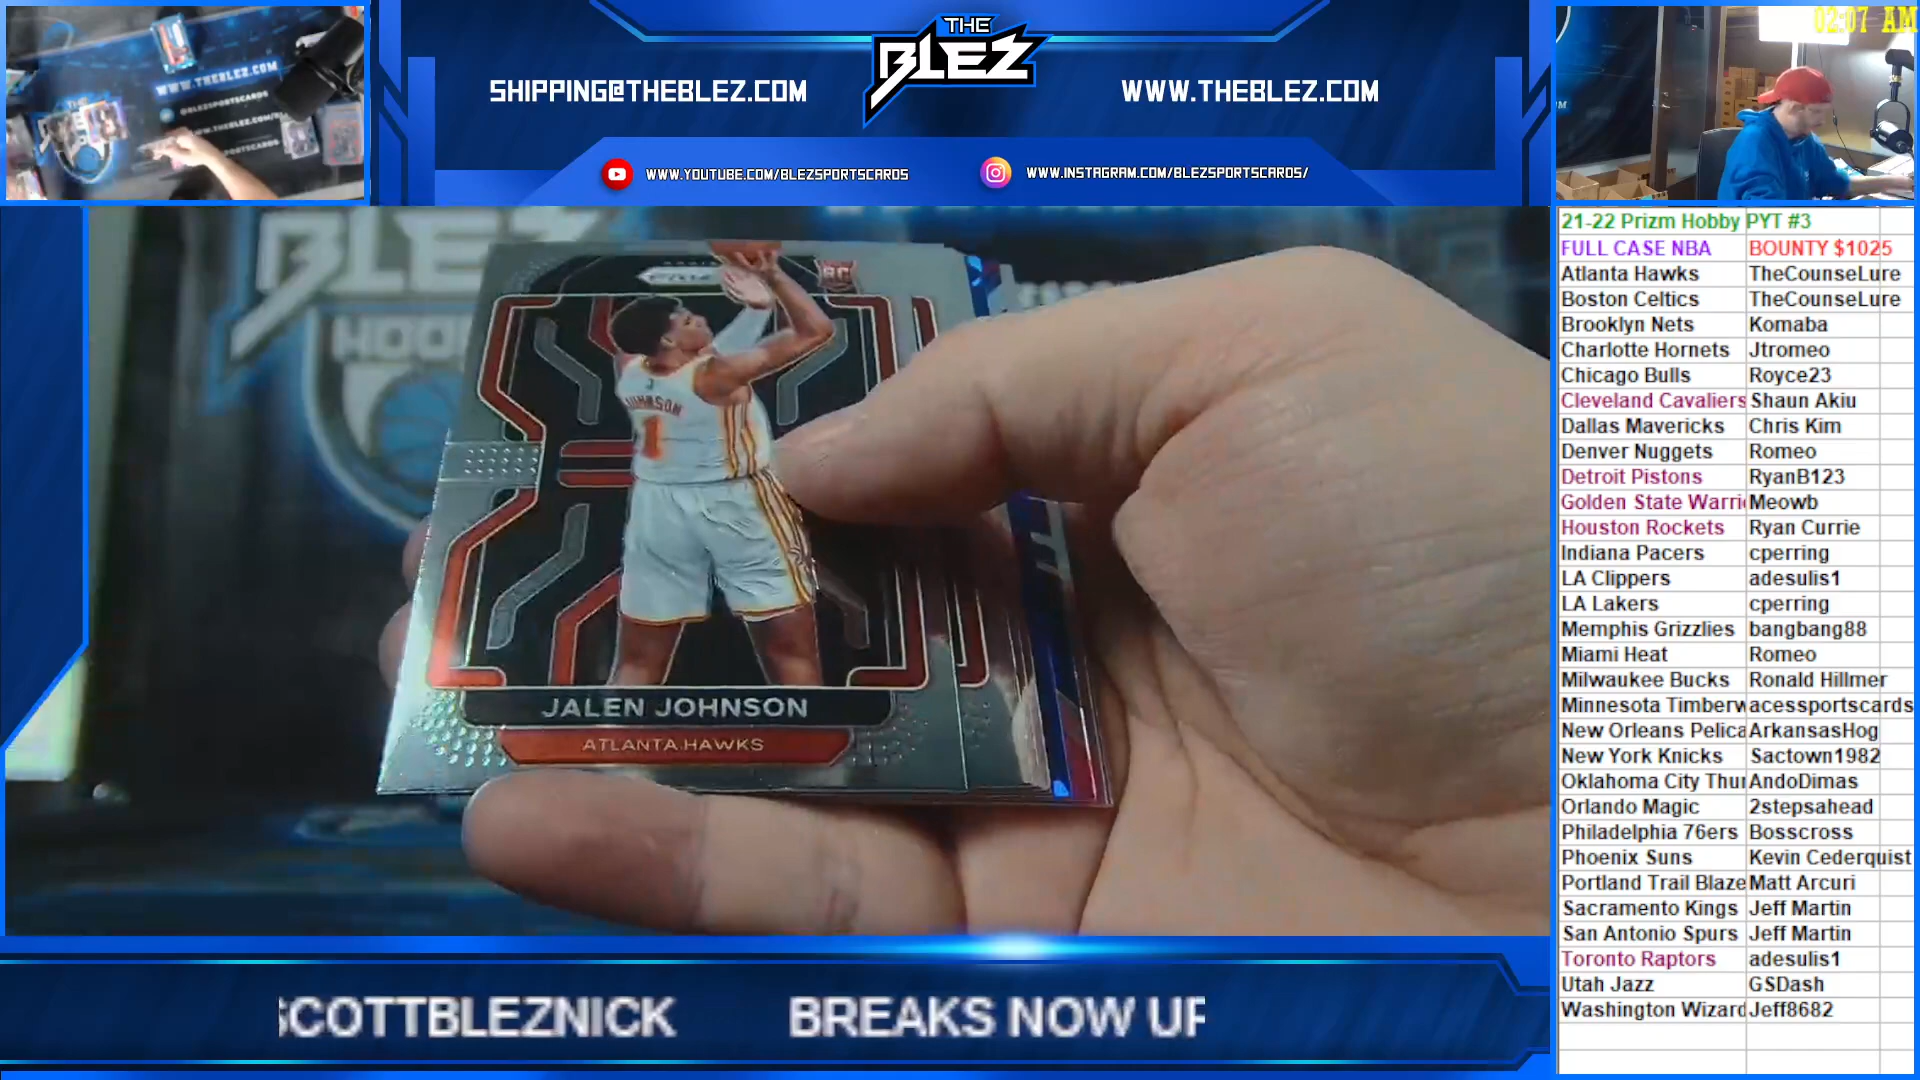 THE
BLEZ
SHIPPING@THEBLEZ.COM
WWW.THEBLEZ.COM
WWW.YOUTUBE.COM/BLEZSPORTSCARDS
WWW.INSTAGRAM.COM/BLEZSPORTSCARDS/
WWW.THEBLEZ.COM
@BLEZSPORTSCARDS
02:07 AM
BLEZ
RC
JOHNSON
1
JALEN JOHNSON
ATLANTA HAWKS
21-22 Prizm Hobby PYT #3
FULL CASE NBA BOUNTY $1025
Atlanta Hawks TheCounseLure
Boston Celtics TheCounseLure
Brooklyn Nets Komaba
Charlotte Hornets Jtromeo
Chicago Bulls Royce23
Cleveland Cavaliers Shaun Akiu
Dallas Mavericks Chris Kim
Denver Nuggets Romeo
Detroit Pistons RyanB123
Golden State Warri Meowb
Houston Rockets Ryan Currie
Indiana Pacers cperring
LA Clippers adesulis1
LA Lakers cperring
Memphis Grizzlies bangbang88
Miami Heat Romeo
Milwaukee Bucks Ronald Hillmer
Minnesota Timberw acessportscards
New Orleans Pelica ArkansasHog
New York Knicks Sactown1982
Oklahoma City Thu AndoDimas
Orlando Magic 2stepsahead
Philadelphia 76ers Bosscross
Phoenix Suns Kevin Cederquist
Portland Trail Blaze Matt Arcuri
Sacramento Kings Jeff Martin
San Antonio Spurs Jeff Martin
Toronto Raptors adesulis1
Utah Jazz GSDash
Washington Wizard Jeff8682
SCOTTBLEZNICK BREAKS NOW UP